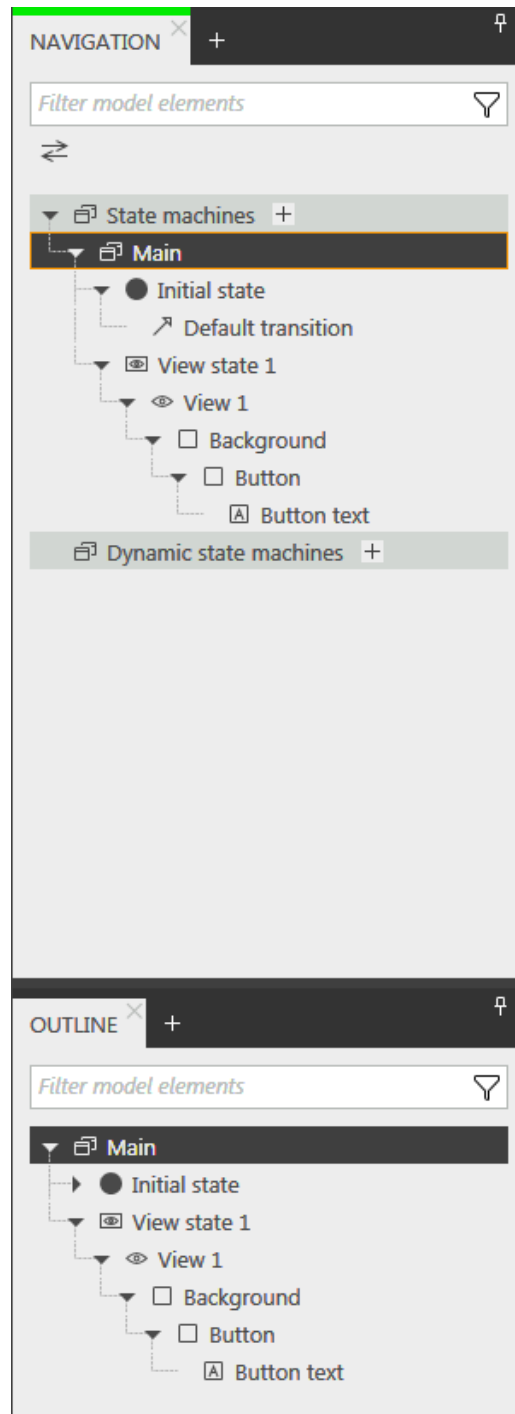 NAVIGATION
Filter model elements
State machines
Main
Initial state
Default transition
View state 1
View 1
Background
Button
A Button text
Dynamic state machines
OUTLINE
Filter model elements
Main
Initial state
View state 1
View 1
Background
Button
A Button text